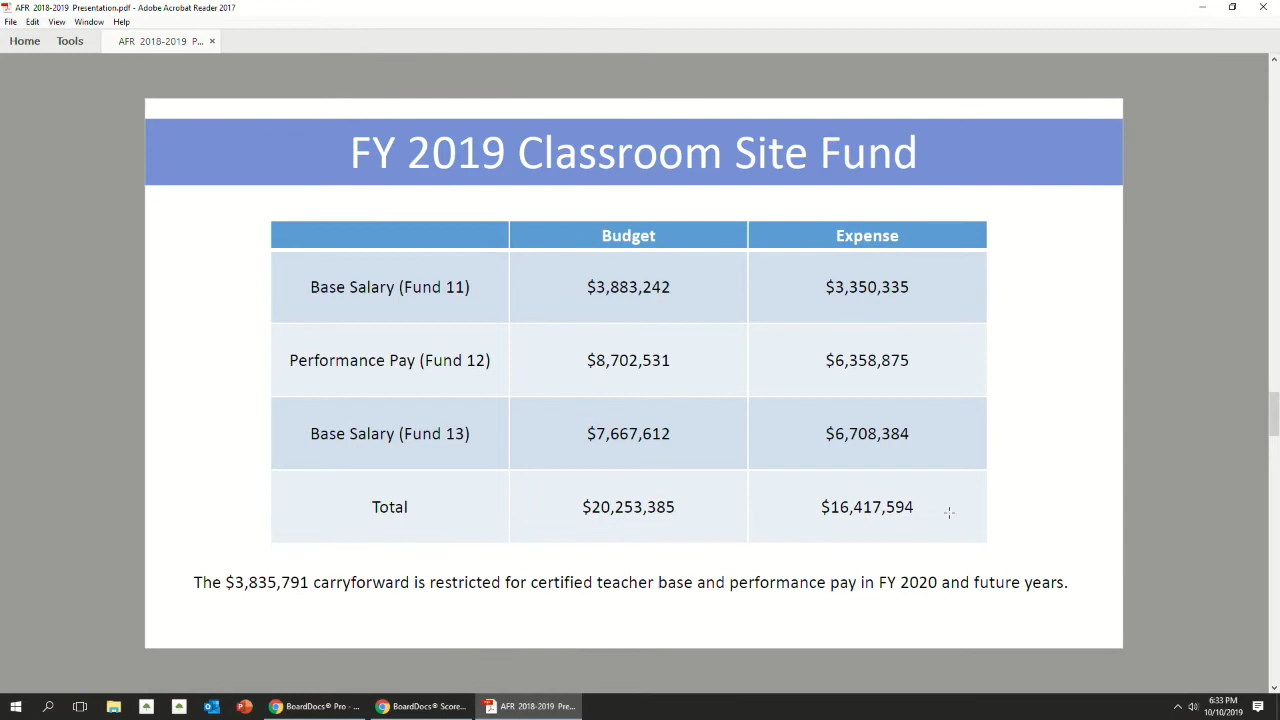 AFR 2018-2019 Presentation.pdf - Adobe Acrobat Reader 2017
File Edit View Window Help
Home Tools AFR 2018-2019 P... ×
FY 2019 Classroom Site Fund
Budget Expense
Base Salary (Fund 11) $3,883,242 $3,350,335
Performance Pay (Fund 12) $8,702,531 $6,358,875
Base Salary (Fund 13) $7,667,612 $6,708,384
Total $20,253,385 $16,417,594
The $3,835,791 carryforward is restricted for certified teacher base and performance pay in FY 2020 and future years.
BoardDocs® Pro - ... BoardDocs® Score... AFR 2018-2019 Pre... 6:33 PM
10/10/2019